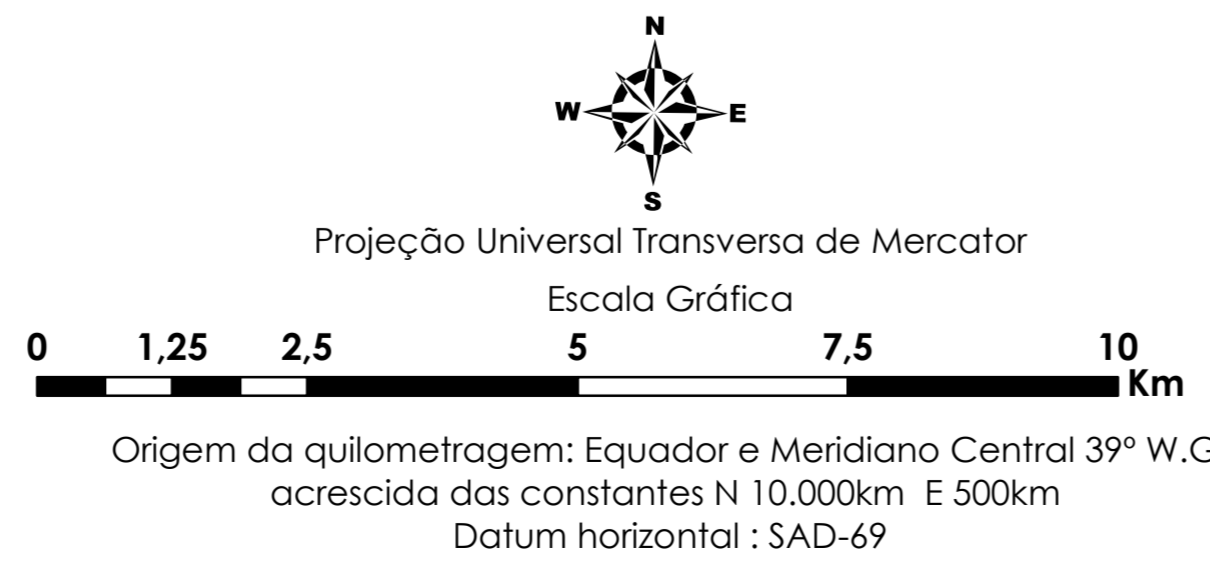 N
W E
S
Projeção Universal Transversa de Mercator
Escala Gráfica
0 1,25 2,5 5 7,5 10
Km
Origem da quilometragem: Equador e Meridiano Central 39º W.G
acrescida das constantes N 10.000km E 500km
Datum horizontal : SAD-69